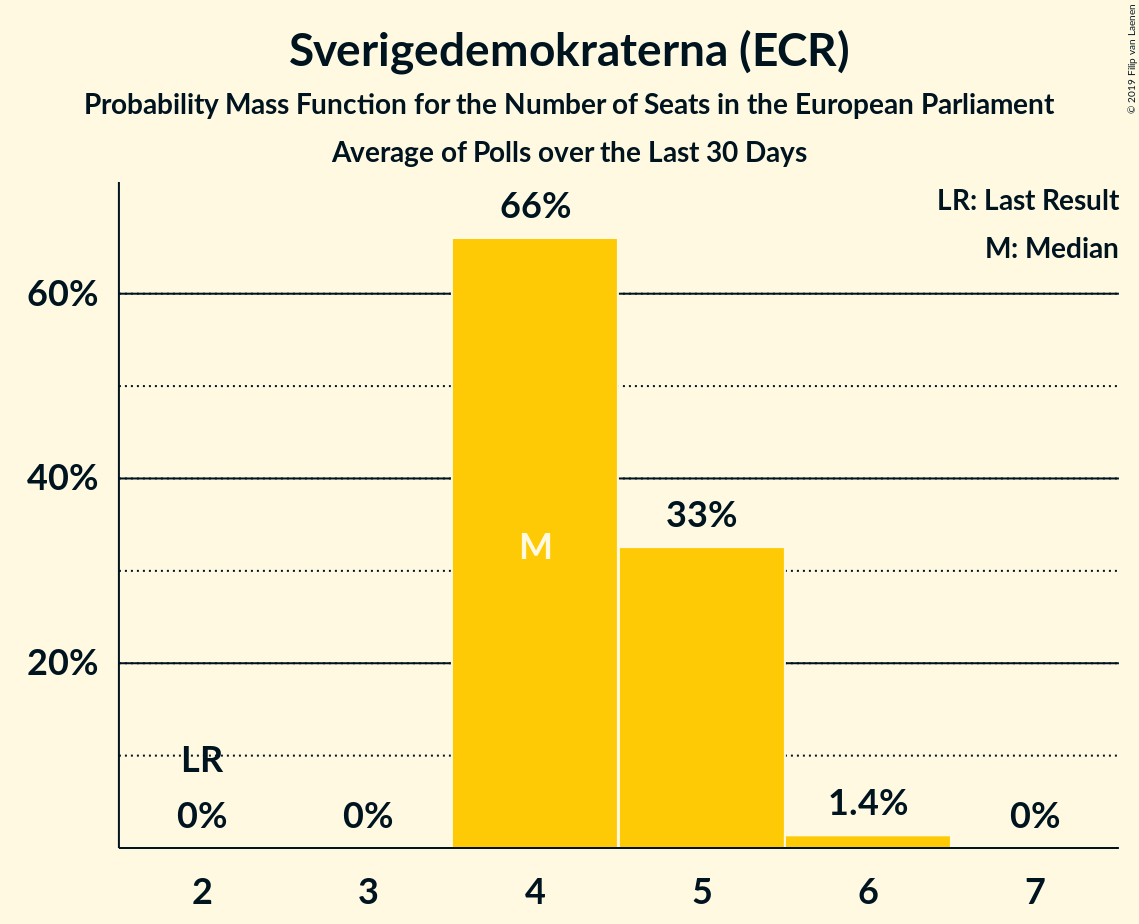 Sverigedemokraterna (ECR)
Probability Mass Function for the Number of Seats in the European Parliament
Average of Polls over the Last 30 Days
© 2019 Filip van Laenen
LR: Last Result
M: Median
66%
60%
40%
33%
M
20%
LR
0%
0%
1.4%
0%
2 3 4 5 6 7